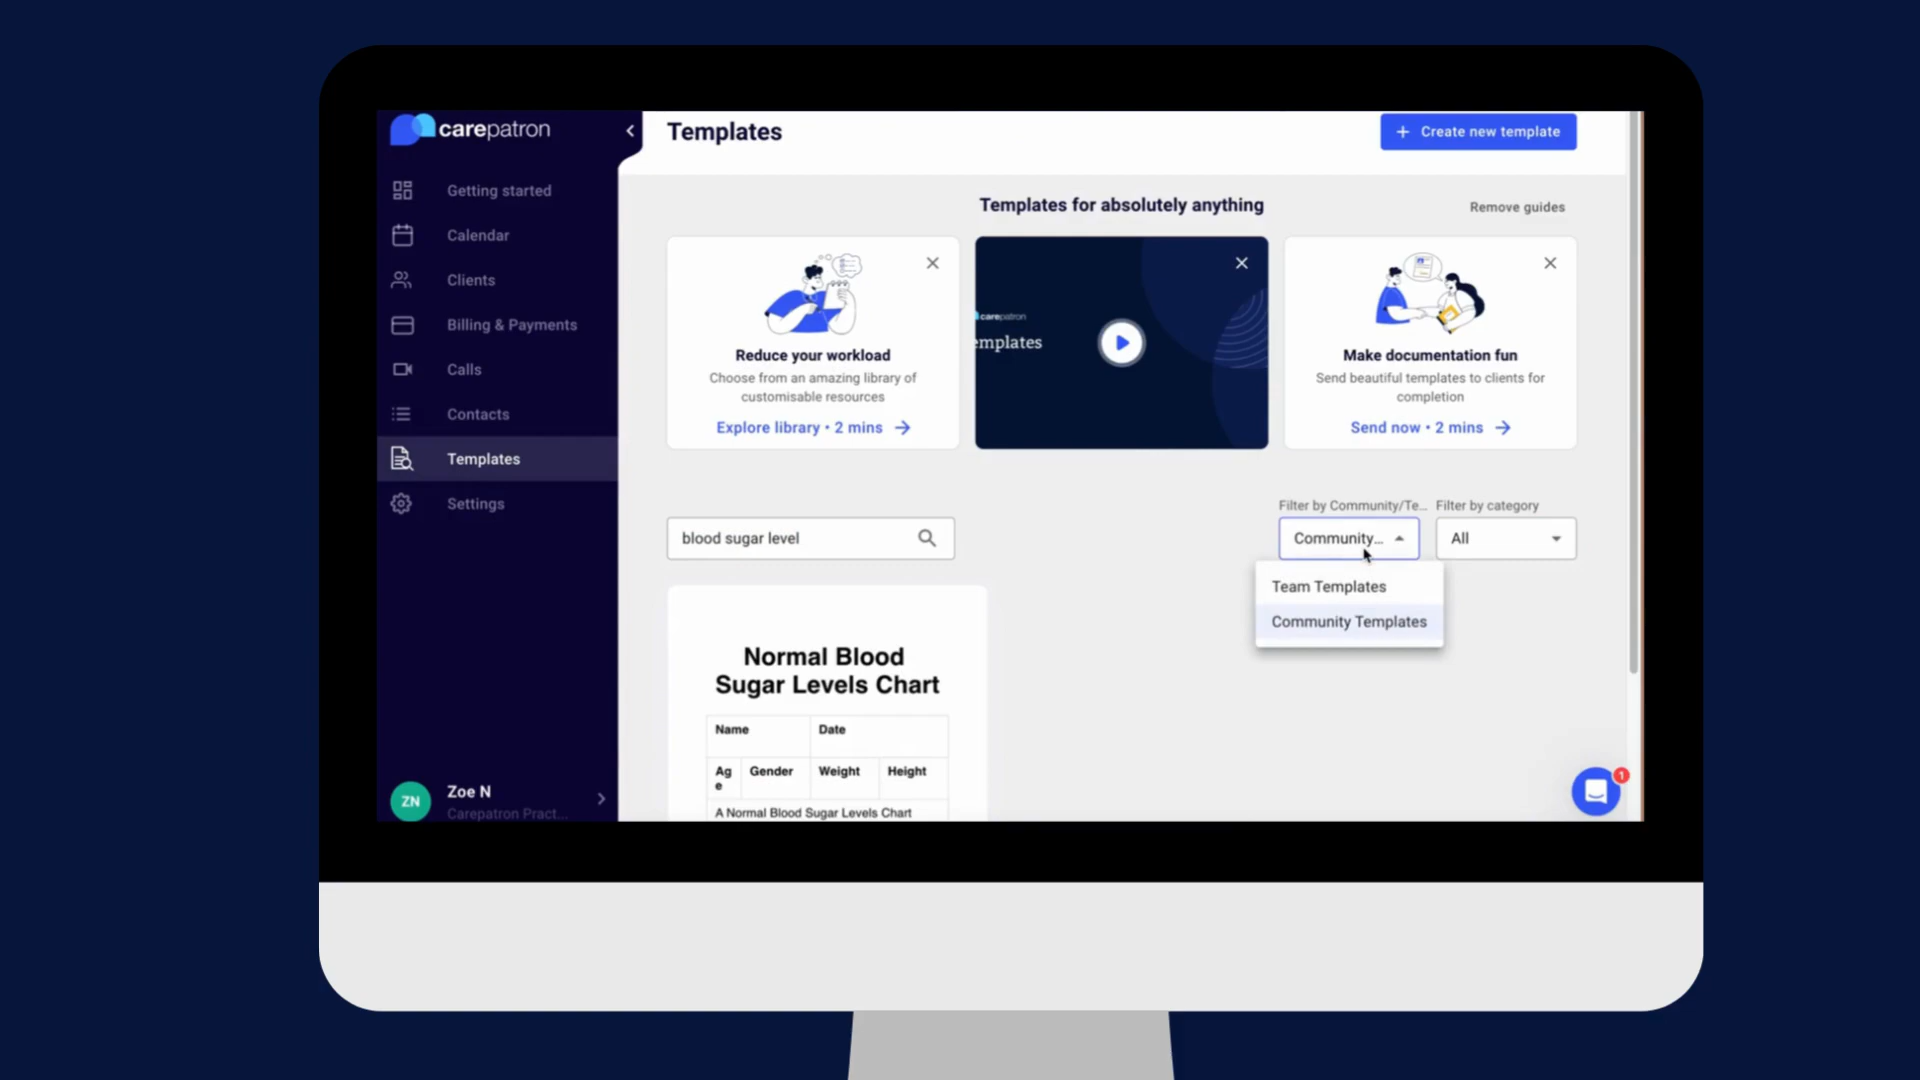 carepatron
Getting started
Calendar
Clients
Billing & Payments
Calls
Contacts
Templates
Settings
ZN
Zoe N
Carepatron Pract...
Templates
+ Create new template
Templates for absolutely anything
Remove guides
Reduce your workload
Choose from an amazing library of
customisable resources
Explore library • 2 mins
carepatron
emplates
Make documentation fun
Send beautiful templates to clients for
completion
Send now • 2 mins
blood sugar level
Filter by Community/Te...
Community...
Filter by category
All
Team Templates
Community Templates
Normal Blood
Sugar Levels Chart
Name Date
Ag
e
Gender Weight Height
A Normal Blood Sugar Levels Chart
1